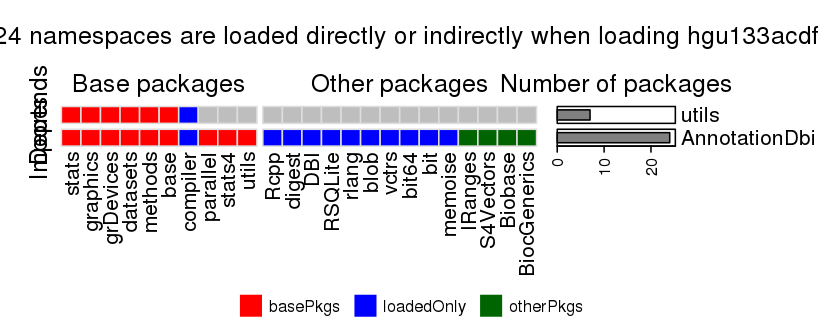 24 namespaces are loaded directly or indirectly when loading hgu133acdf
Base packages
Other packages
Number of packages
Imports
Depends
utils
AnnotationDbi
0
10
20
stats
graphics
grDevices
datasets
methods
base
compiler
parallel
stats4
utils
Rcpp
digest
DBI
RSQLite
rlang
blob
vctrs
bit64
bit
memoise
IRanges
S4Vectors
Biobase
BiocGenerics
basePkgs
loadedOnly
otherPkgs